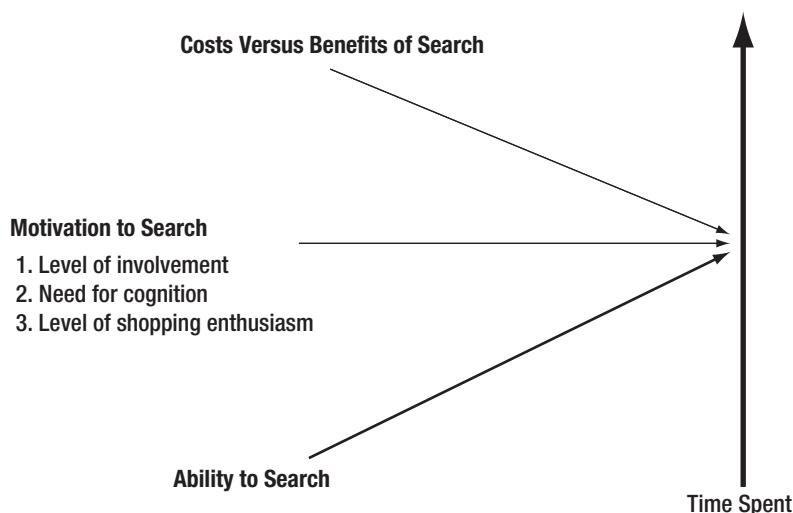 Costs Versus Benefits of Search
Motivation to Search
1. Level of involvement
2. Need for cognition
3. Level of shopping enthusiasm
Ability to Search
Time Spent